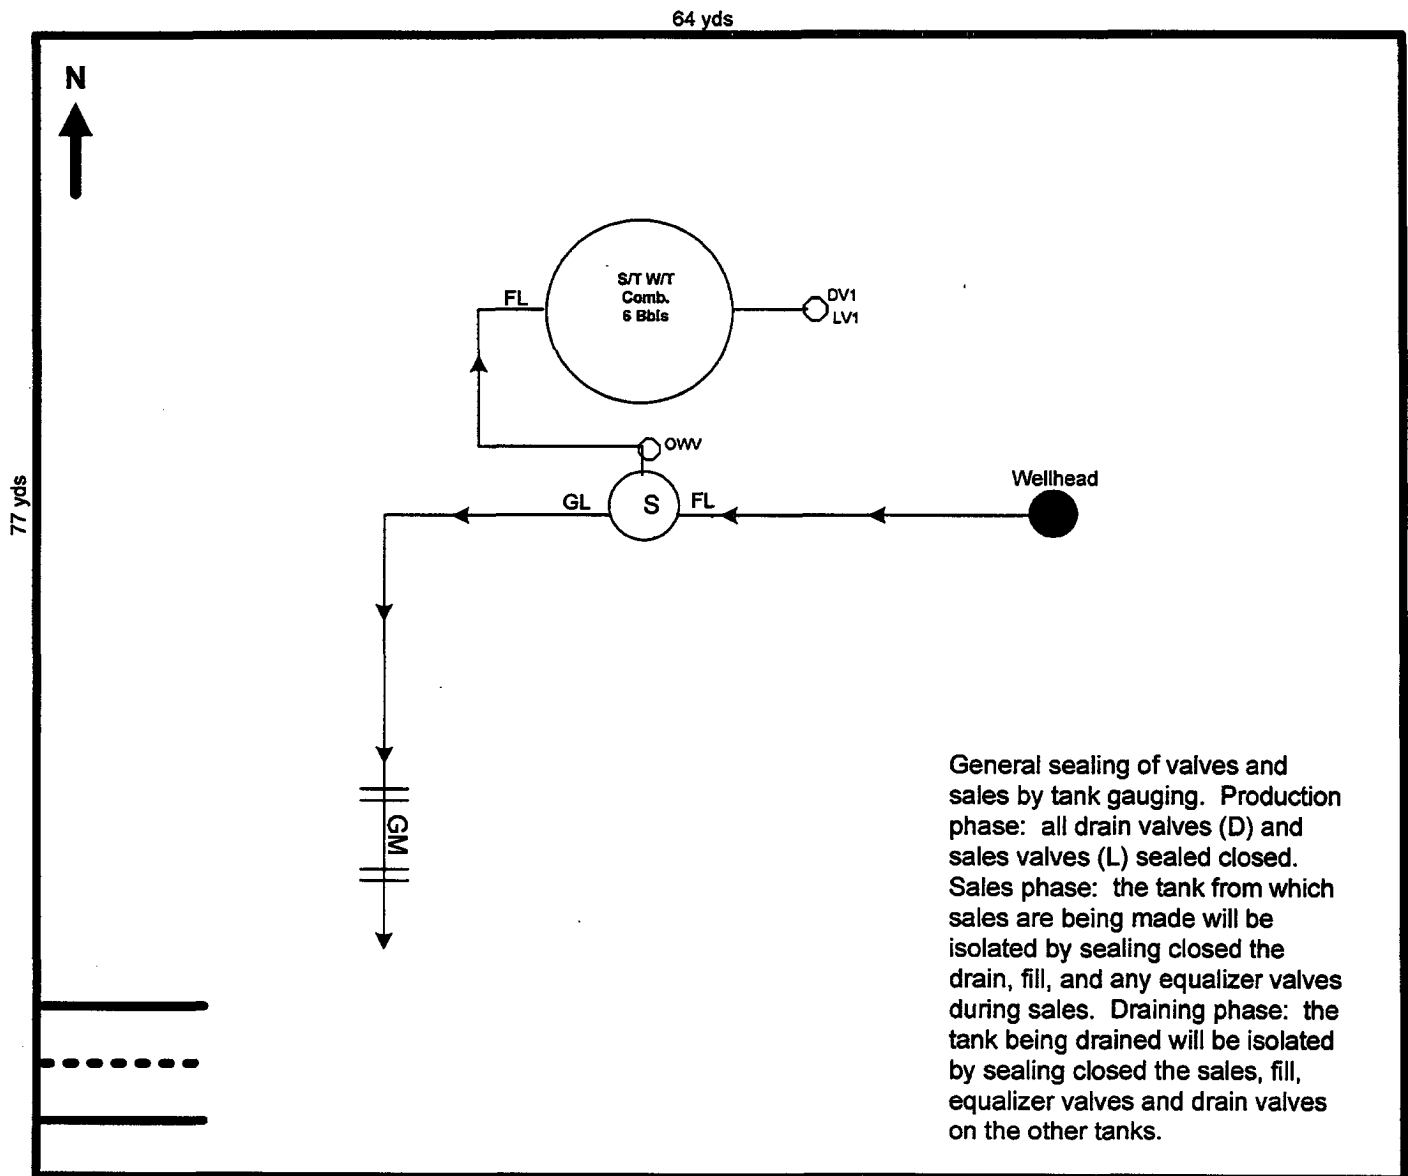 64 yds
N
S/T W/T
Comb.
6 Bbls
FL
DV1
LV1
OWV
Wellhead
GL
S
FL
77 yds
GM
General sealing of valves and
sales by tank gauging. Production
phase: all drain valves (D) and
sales valves (L) sealed closed.
Sales phase: the tank from which
sales are being made will be
isolated by sealing closed the
drain, fill, and any equalizer valves
during sales. Draining phase: the
tank being drained will be isolated
by sealing closed the sales, fill,
equalizer valves and drain valves
on the other tanks.